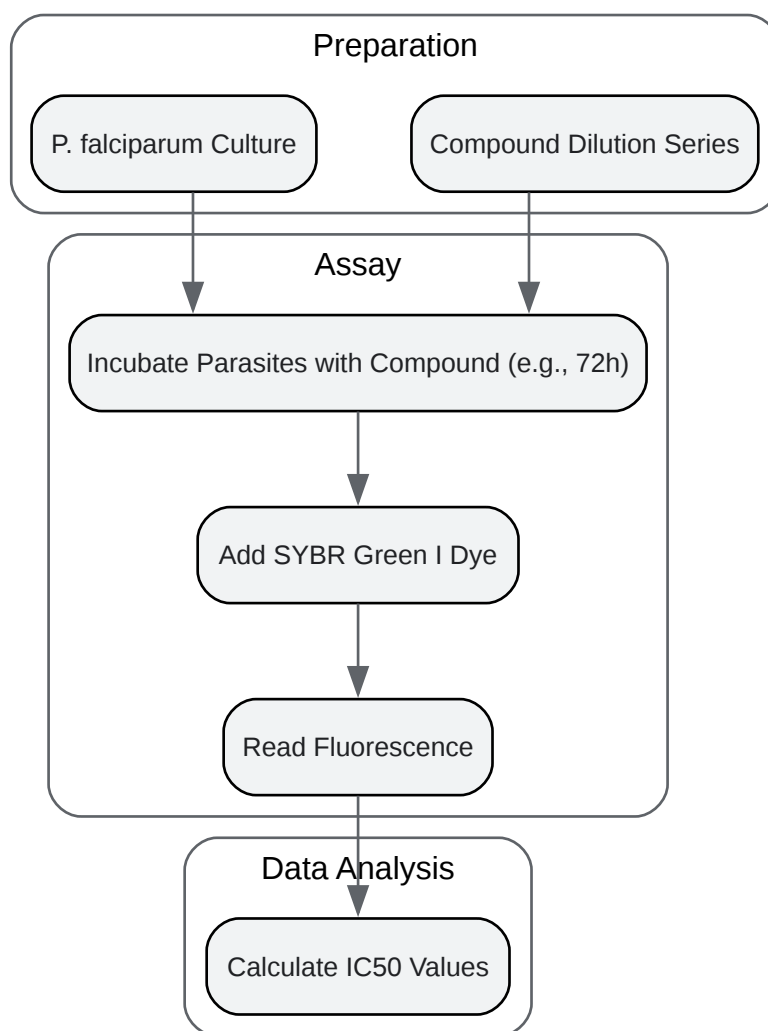 Preparation
P. falciparum Culture
Compound Dilution Series
Assay
Incubate Parasites with Compound (e.g., 72h)
Add SYBR Green I Dye
Read Fluorescence
Data Analysis
Calculate IC50 Values